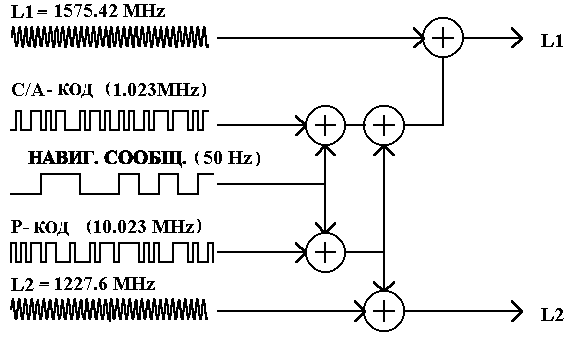 L1 = 1575.42 MHz
L1
C/A - КОД (1.023MHz)
НАВИГ. СООБЩ. (50 Hz)
P- КОД (10.023 MHz)
L2 = 1227.6 MHz
L2